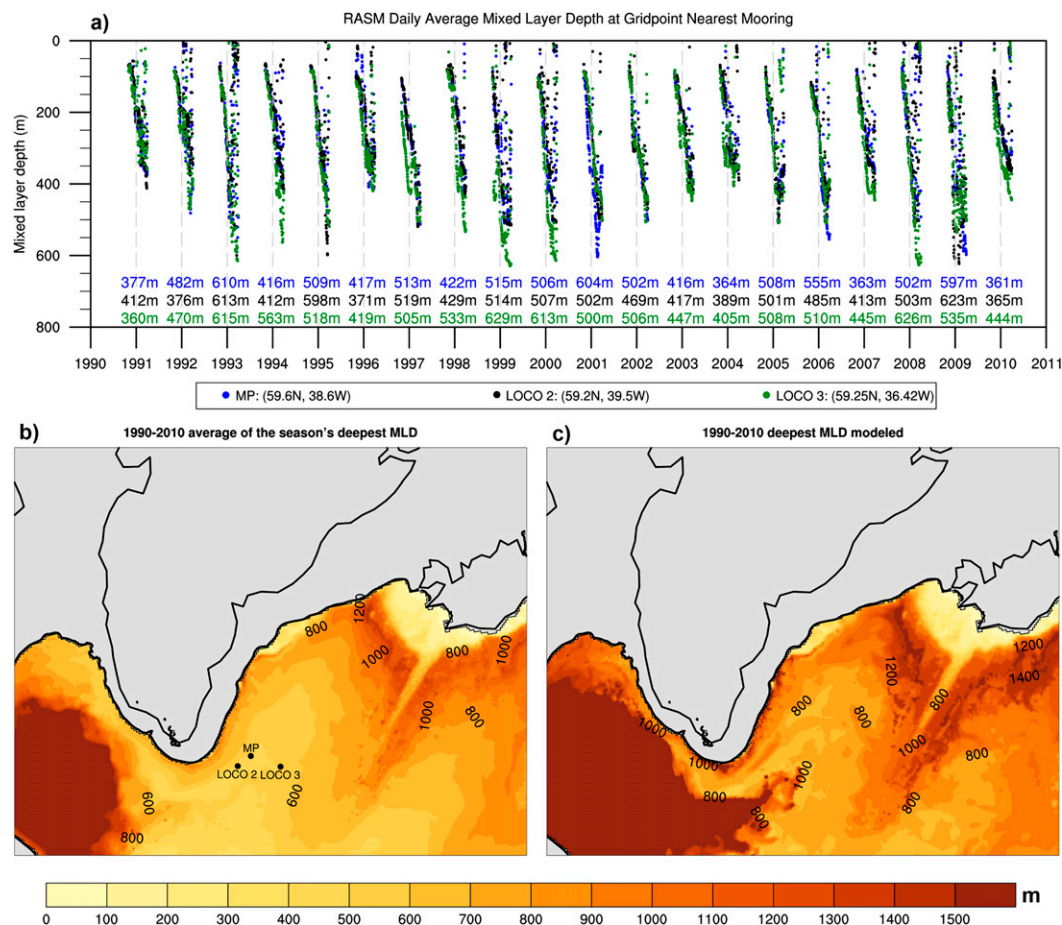 a) RASM Daily Average Mixed Layer Depth at Gridpoint Nearest Mooring
Mixed layer depth (m)
0
200
400
600
800
377m 482m 610m 416m 509m 417m 513m 422m 515m 506m 604m 502m 416m 364m 508m 555m 363m 502m 597m 361m
412m 376m 613m 412m 598m 371m 519m 429m 514m 507m 502m 469m 417m 389m 501m 485m 413m 503m 623m 365m
360m 470m 615m 563m 518m 419m 505m 533m 629m 613m 500m 506m 447m 405m 508m 510m 445m 626m 535m 444m
1990 1991 1992 1993 1994 1995 1996 1997 1998 1999 2000 2001 2002 2003 2004 2005 2006 2007 2008 2009 2010 2011
MP: (59.6N, 38.6W) LOCO 2: (59.2N, 39.5W) LOCO 3: (59.25N, 36.42W)
b) 1990-2010 average of the season's deepest MLD
1200
800
1000
800
1000
1000
800
MP
LOCO 2 LOCO 3
600
600
800
c) 1990-2010 deepest MLD modeled
1200
1200
1400
800
800
1000
1000
1000
800
1000
800
800
800
0 100 200 300 400 500 600 700 800 900 1000 1100 1200 1300 1400 1500
m